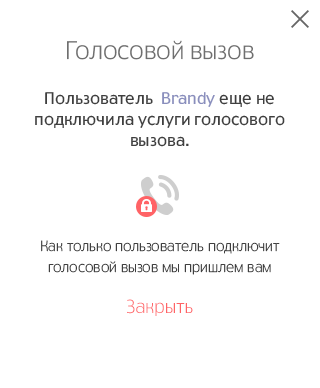 Голосовой вызов
Пользователь Brandy еще не
подключила услуги голосового
вызова.
Как только пользователь подключит
голосовой вызов мы пришлем вам
Закрыть